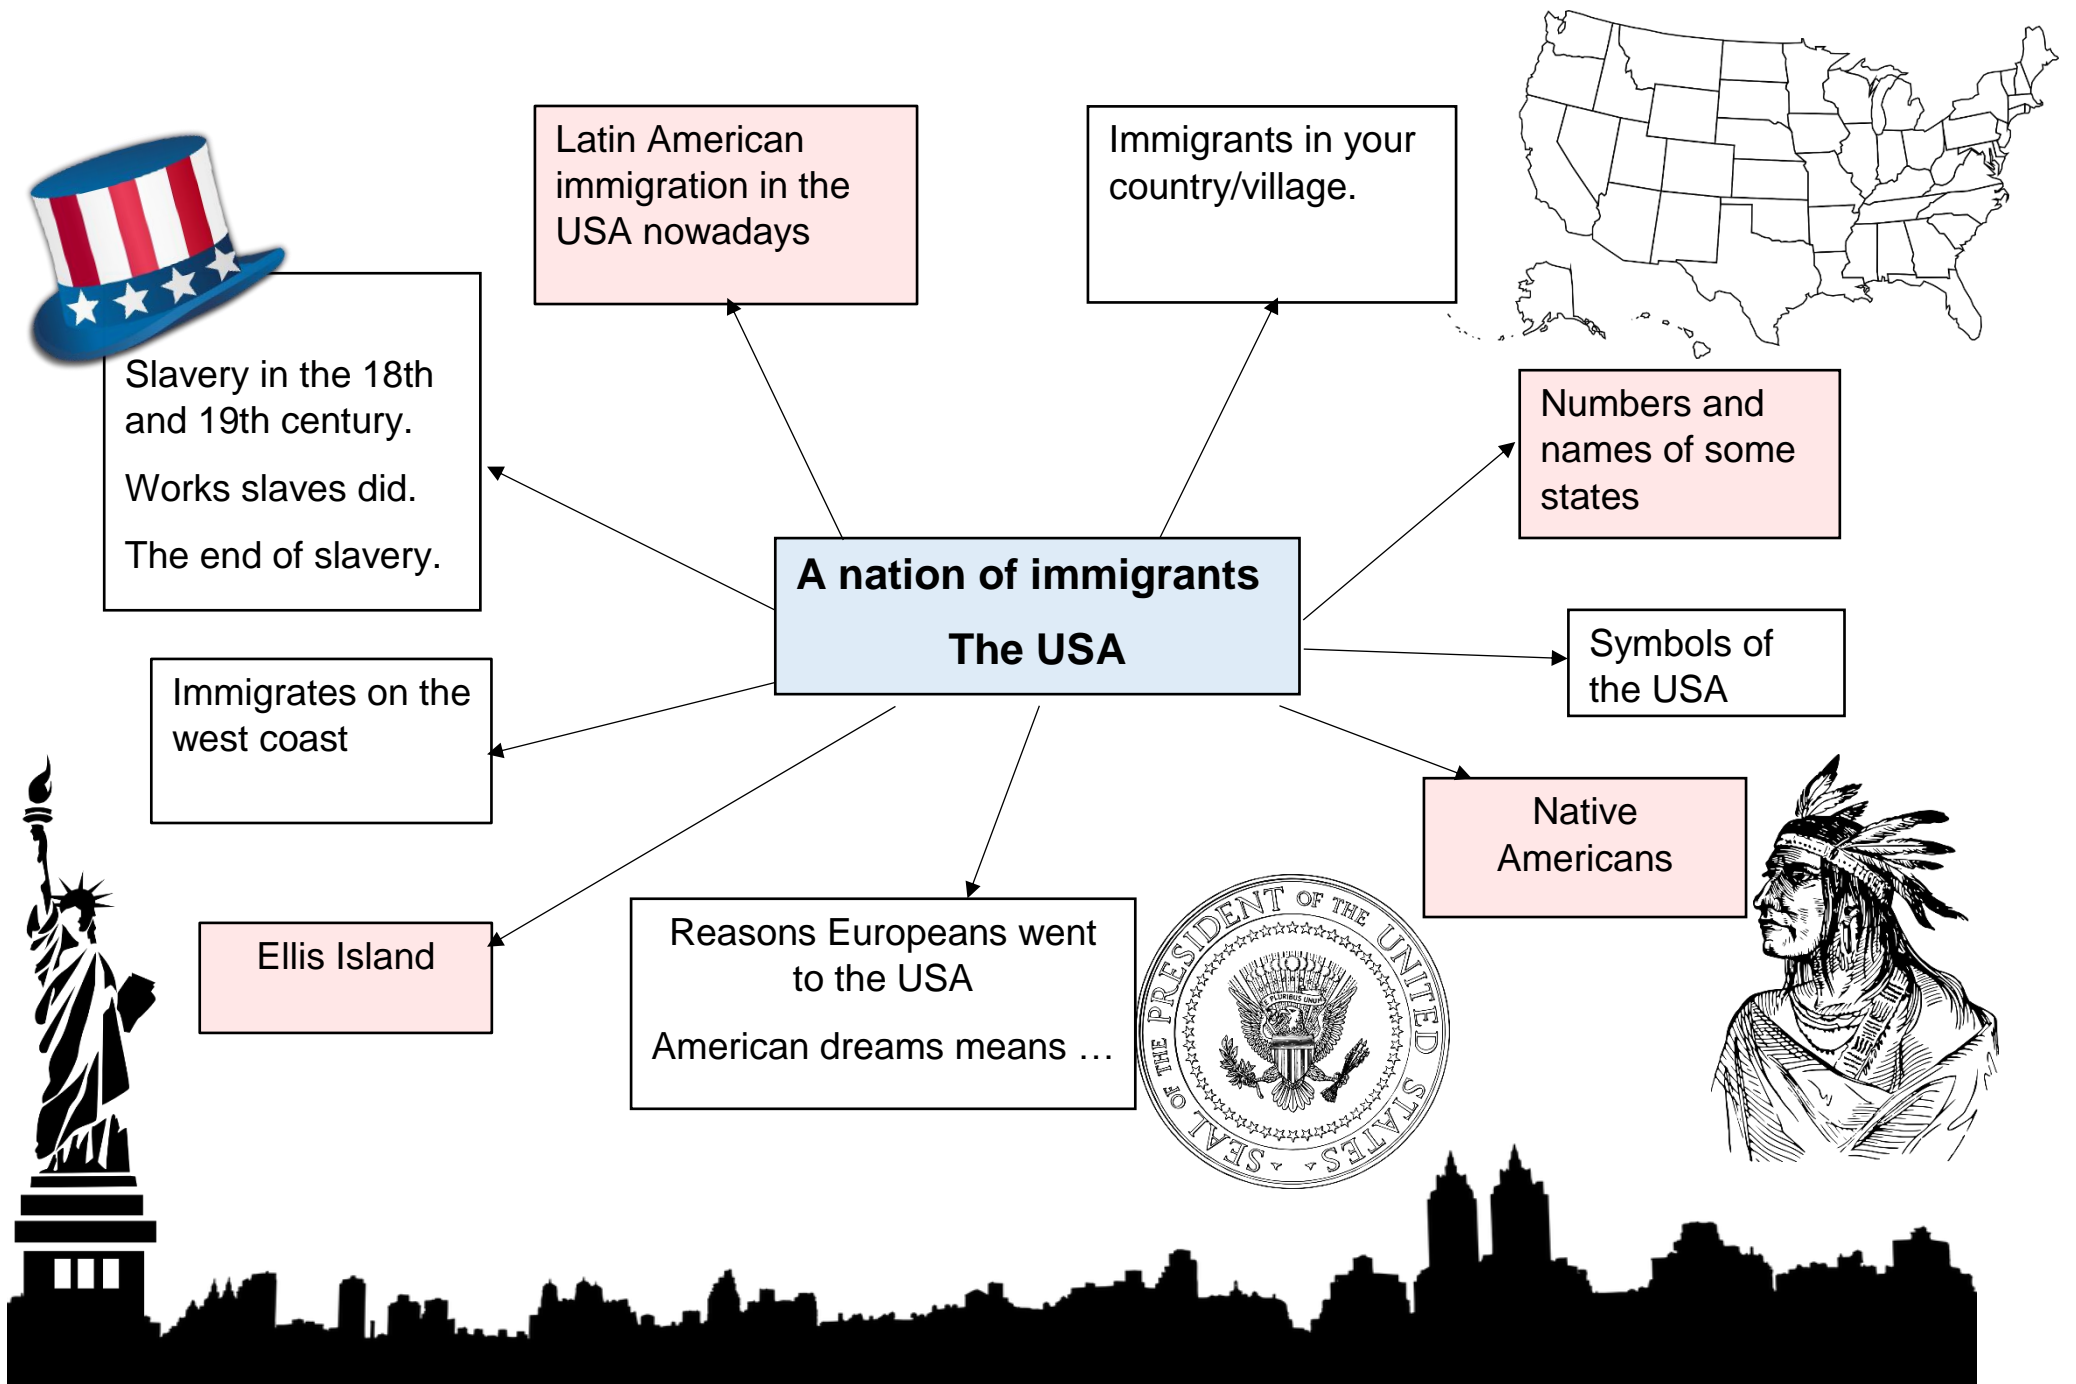 Latin American
immigration in the
USA nowadays
Immigrants in your
country/village.
Slavery in the 18th
and 19th century.
Works slaves did.
The end of slavery.
Numbers and
names of some
states
A nation of immigrants
The USA
Symbols of
the USA
Immigrates on the
west coast
Native
Americans
Ellis Island
Reasons Europeans went
to the USA
American dreams means …
SEAL OF THE PRESIDENT OF THE UNITED STATES
E PLURIBUS UNUM